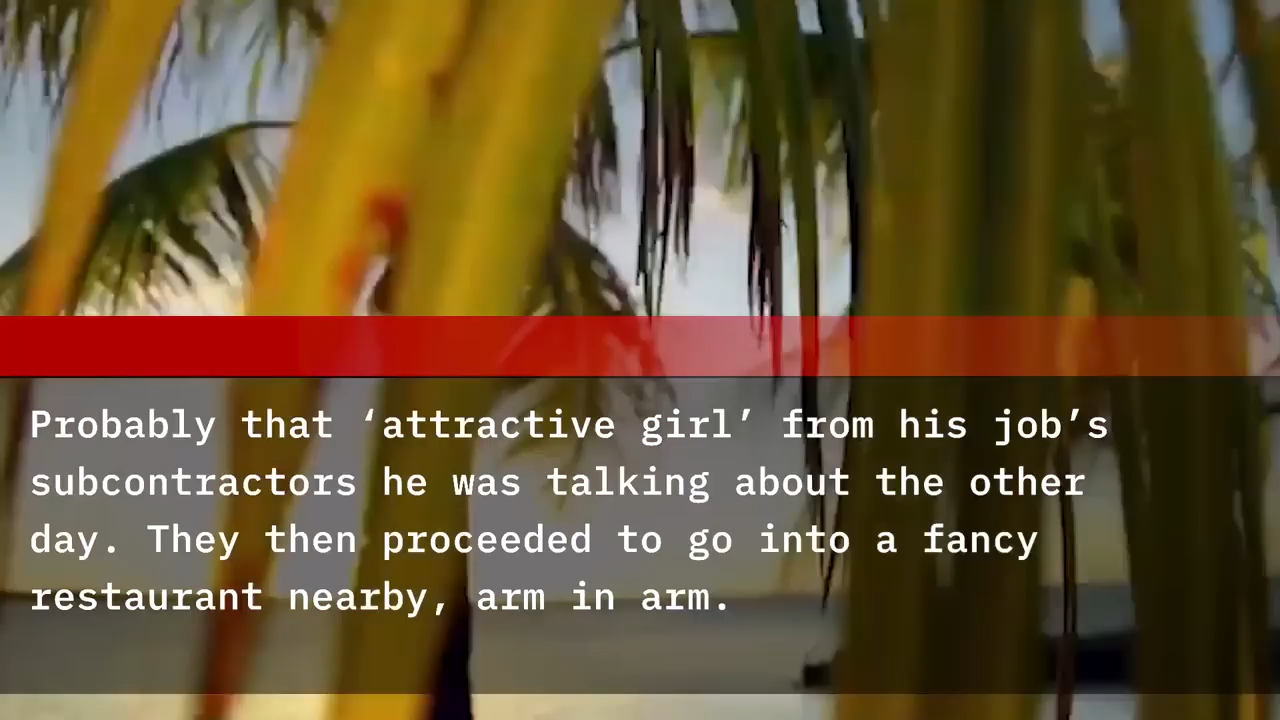 Probably that ‘attractive girl’ from his job’s
subcontractors he was talking about the other
day. They then proceeded to go into a fancy
restaurant nearby, arm in arm.